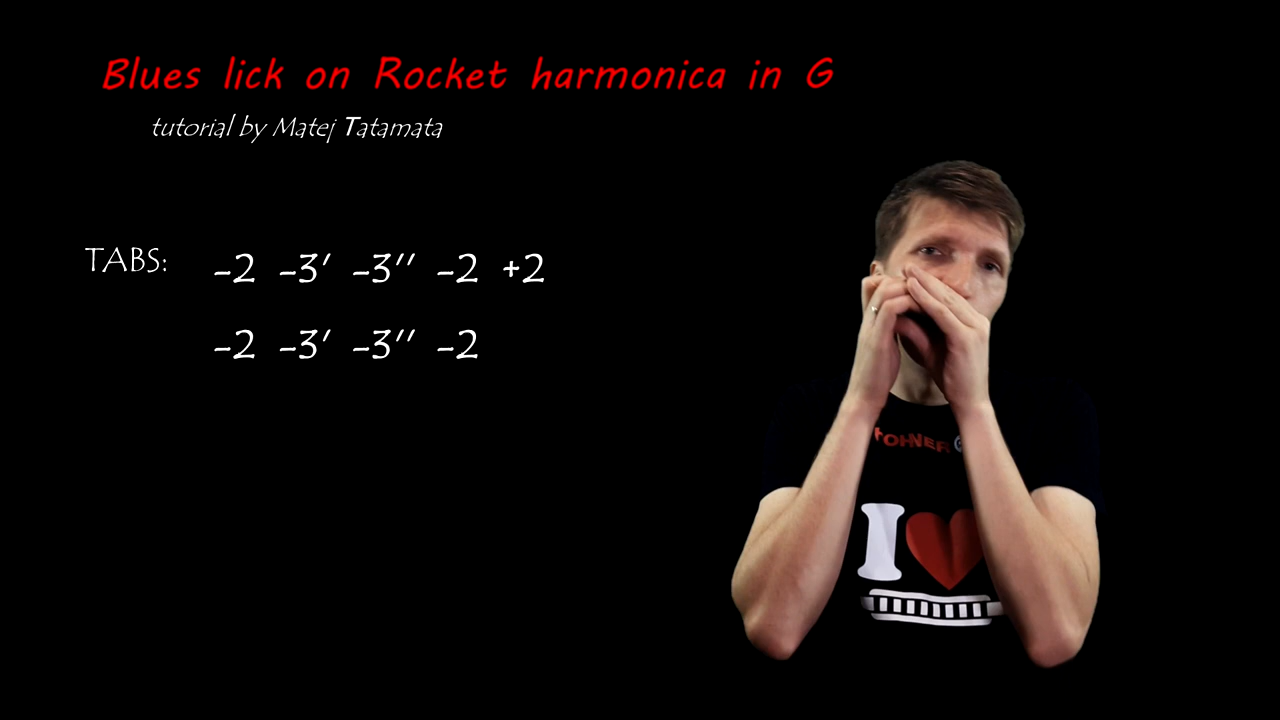 Blues lick on Rocket harmonica in G
tutorial by Matej Tatamata
TABS: -2 -3′ -3′′ -2 +2
-2 -3′ -3′′ -2
HOHNER
I